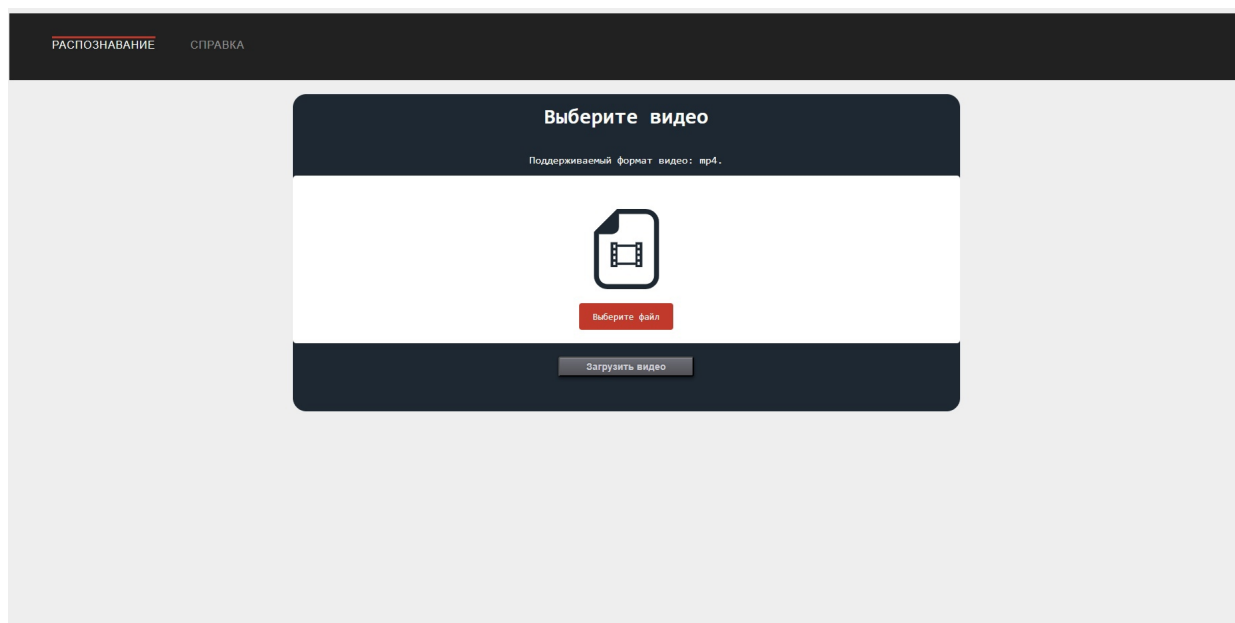 РАСПОЗНАВАНИЕ СПРАВКА
Выберите видео
Поддерживаемый формат видео: mp4.
Выберите файл
Загрузить видео